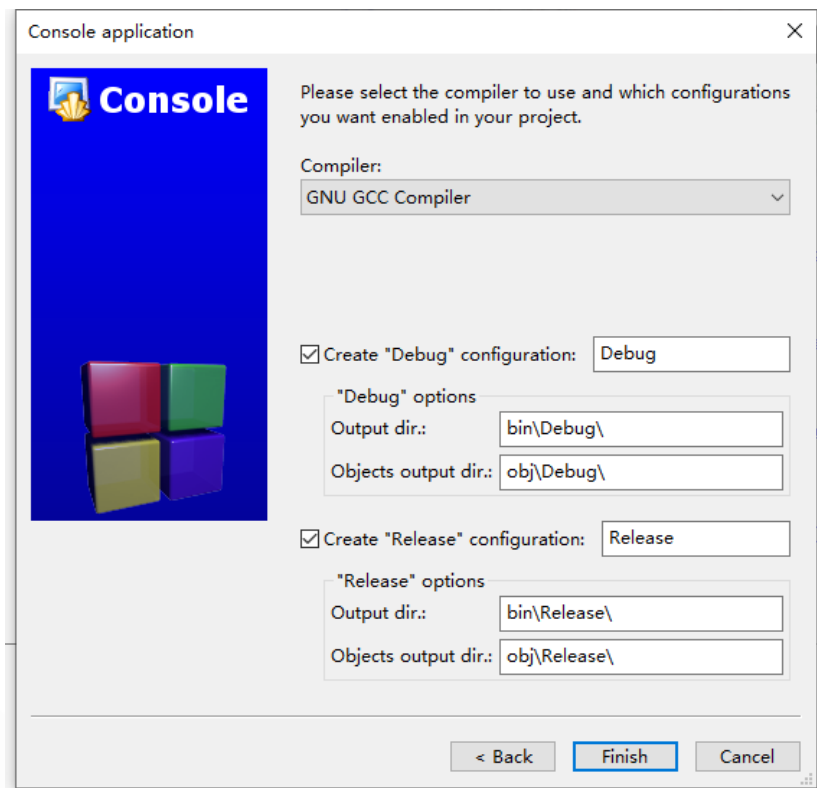 Console application
Console
Please select the compiler to use and which configurations
you want enabled in your project.
Compiler:
GNU GCC Compiler
Create "Debug" configuration: Debug
"Debug" options
Output dir.: bin\Debug\
Objects output dir.: obj\Debug\
Create "Release" configuration: Release
"Release" options
Output dir.: bin\Release\
Objects output dir.: obj\Release\
< Back Finish Cancel